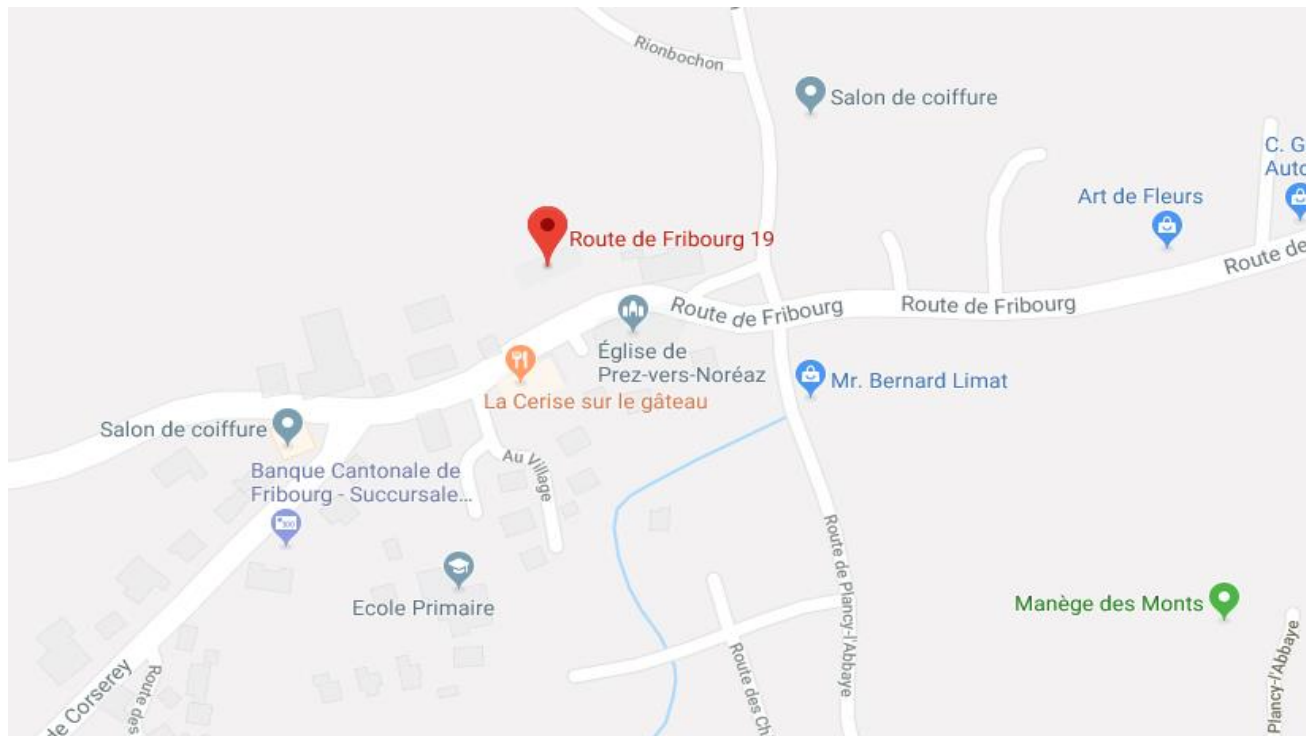 Rionbochon
Salon de coiffure
C. G
Auto
Art de Fleurs
Route de Fribourg 19
Route de
Route de Fribourg
Route de Fribourg
Église de
Prez-vers-Noréaz
Mr. Bernard Limat
La Cerise sur le gâteau
Salon de coiffure
Au Village
Banque Cantonale de
Fribourg - Succursale...
Route de Plancy-l'Abbaye
Ecole Primaire
Manège des Monts
Plancy-l'Abbaye
Route des Ch
Route des
de Corserey